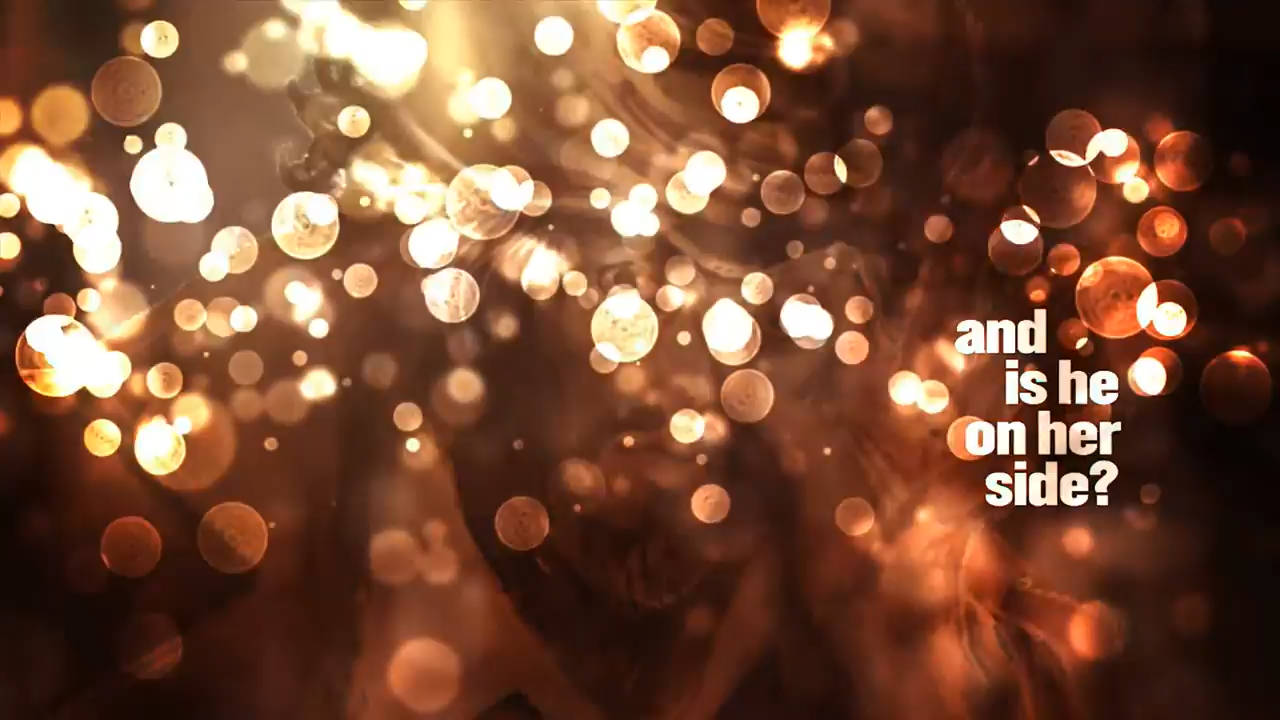 and
is he
on her
side?